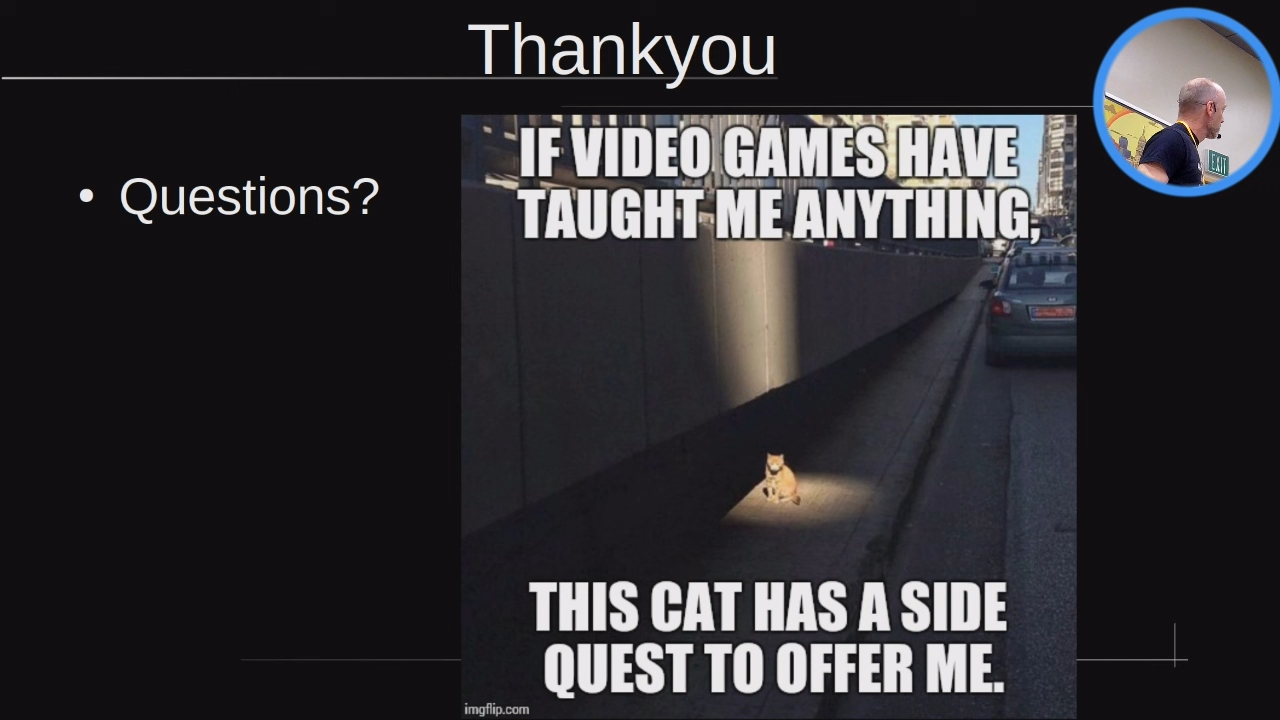 Thankyou
• Questions?
IF VIDEO GAMES HAVE
TAUGHT ME ANYTHING,
THIS CAT HAS A SIDE
QUEST TO OFFER ME.
imgflip.com
EXIT